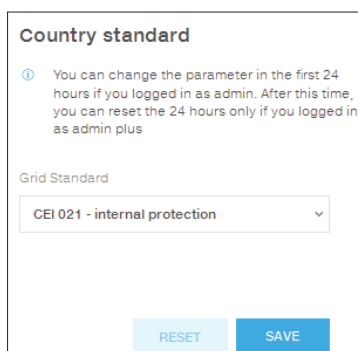 Country standard
You can change the parameter in the first 24
hours if you logged in as admin. After this time,
you can reset the 24 hours only if you logged in
as admin plus
Grid Standard
CEI 021 - internal protection
RESET
SAVE